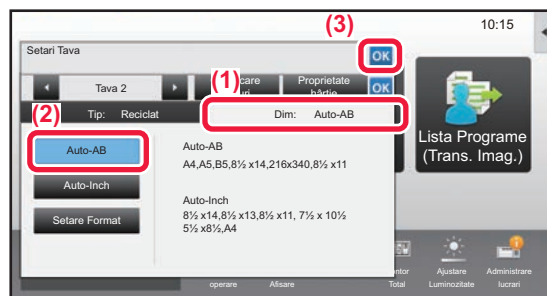 (3)
10:15
Setari Tava
OK
(1)
Tava 2
Proprietate
hârtie
OK
(2)
Tip: Reciclat
Dim: Auto-AB
Auto-AB
Auto-AB
A4,A5,B5,8½ x14,216x340,8½ x11
Auto-Inch
Auto-Inch
8½ x14,8½ x13,8½ x11, 7½ x 10½
5½ x8½,A4
Setare Format
Lista Programe
(Trans. Imag.)
operare
Afisare
Total
Ajustare
Luminozitate
Administrare
lucrari